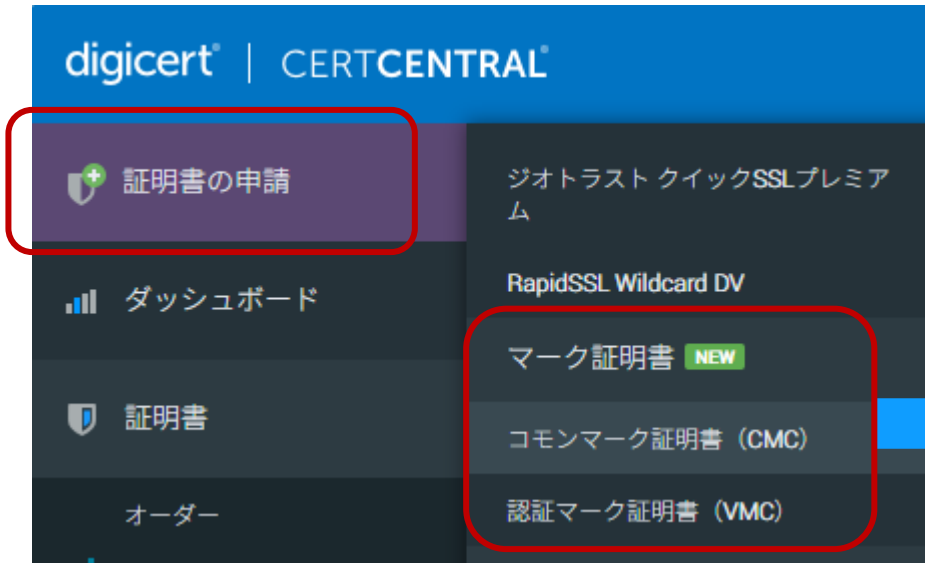 digicert® | CERTCENTRAL®
証明書の申請
ダッシュボード
証明書
オーダー
ジオトラスト クイックSSLプレミア
ム
RapidSSL Wildcard DV
マーク証明書 NEW
コモンマーク証明書（CMC）
認証マーク証明書（VMC）